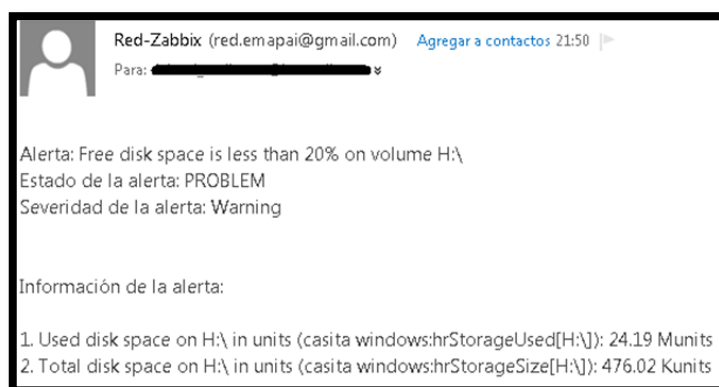 Red-Zabbix (red.emapai@gmail.com) Agregar a contactos 21:50
Para:
Alerta: Free disk space is less than 20% on volume H:\
Estado de la alerta: PROBLEM
Severidad de la alerta: Warning
Información de la alerta:
1. Used disk space on H:\ in units (casita windows:hrStorageUsed[H:\]): 24.19 Munits
2. Total disk space on H:\ in units (casita windows:hrStorageSize[H:\]): 476.02 Kunits